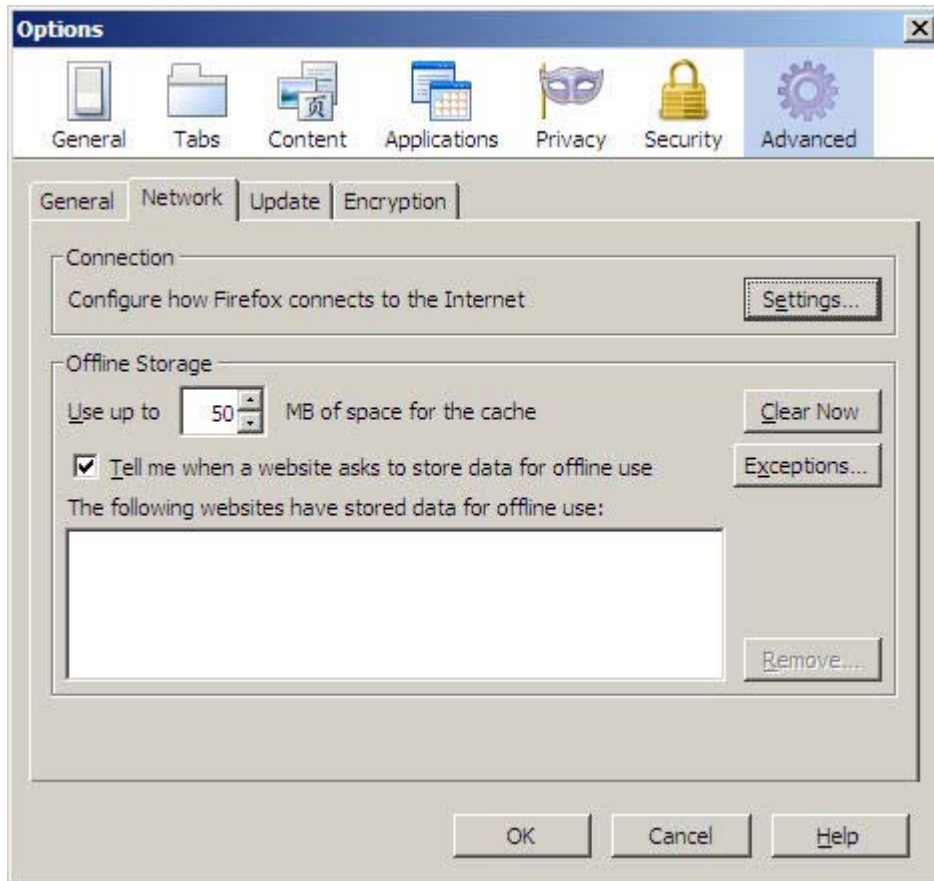 Options
页
General Tabs Content Applications Privacy Security Advanced
General Network Update Encryption
Connection
Configure how Firefox connects to the Internet Settings...
Offline Storage
Use up to 50 MB of space for the cache Clear Now
Tell me when a website asks to store data for offline use Exceptions...
The following websites have stored data for offline use:
Remove...
OK Cancel Help